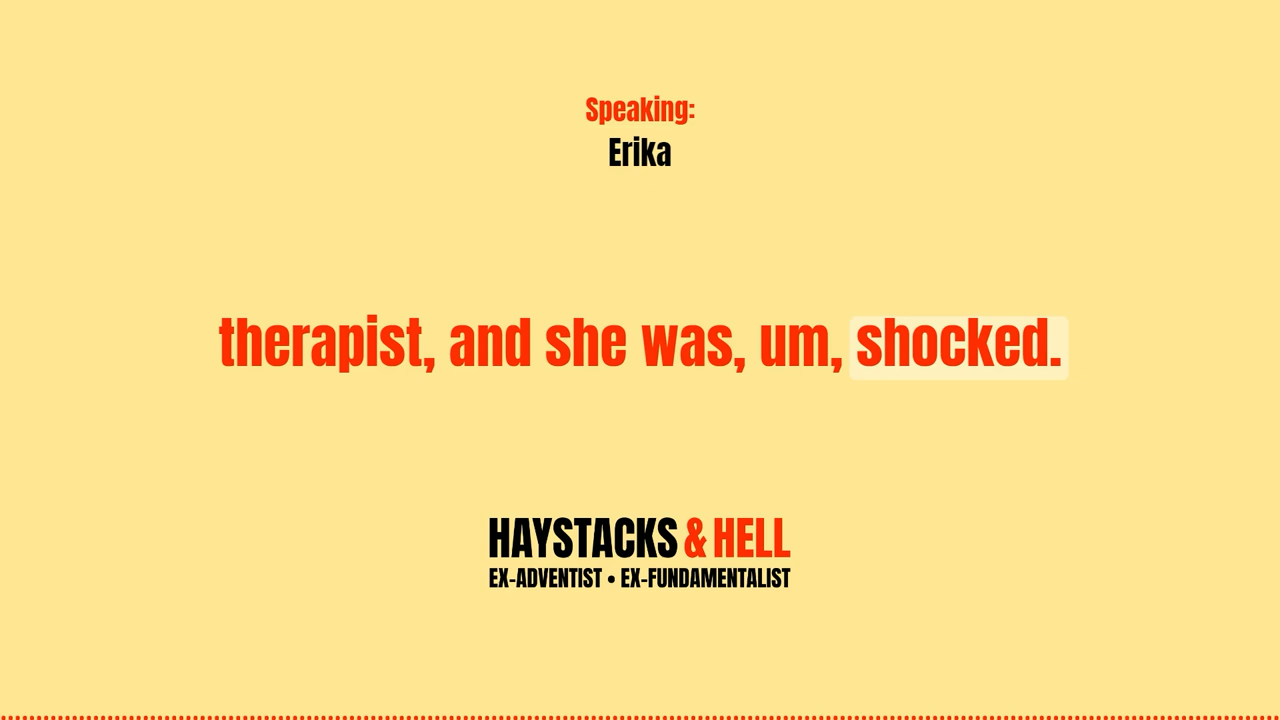 Speaking:
Erika
therapist, and she was, um, shocked.
HAYSTACKS & HELL
EX-ADVENTIST • EX-FUNDAMENTALIST